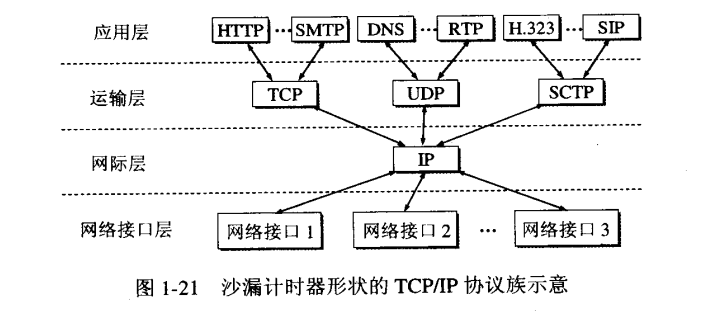 应用层 HTTP ··· SMTP DNS ··· RTP H.323 ··· SIP
运输层 TCP UDP SCTP
网际层 IP
网络接口层 网络接口 1 网络接口 2 ··· 网络接口 3
图 1-21 沙漏计时器形状的 TCP/IP 协议族示意